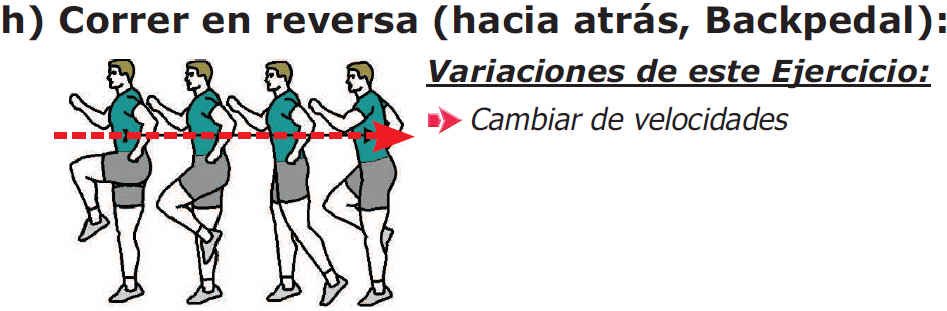 h) Correr en reversa (hacia atrás, Backpedal):
Variaciones de este Ejercicio:
Cambiar de velocidades